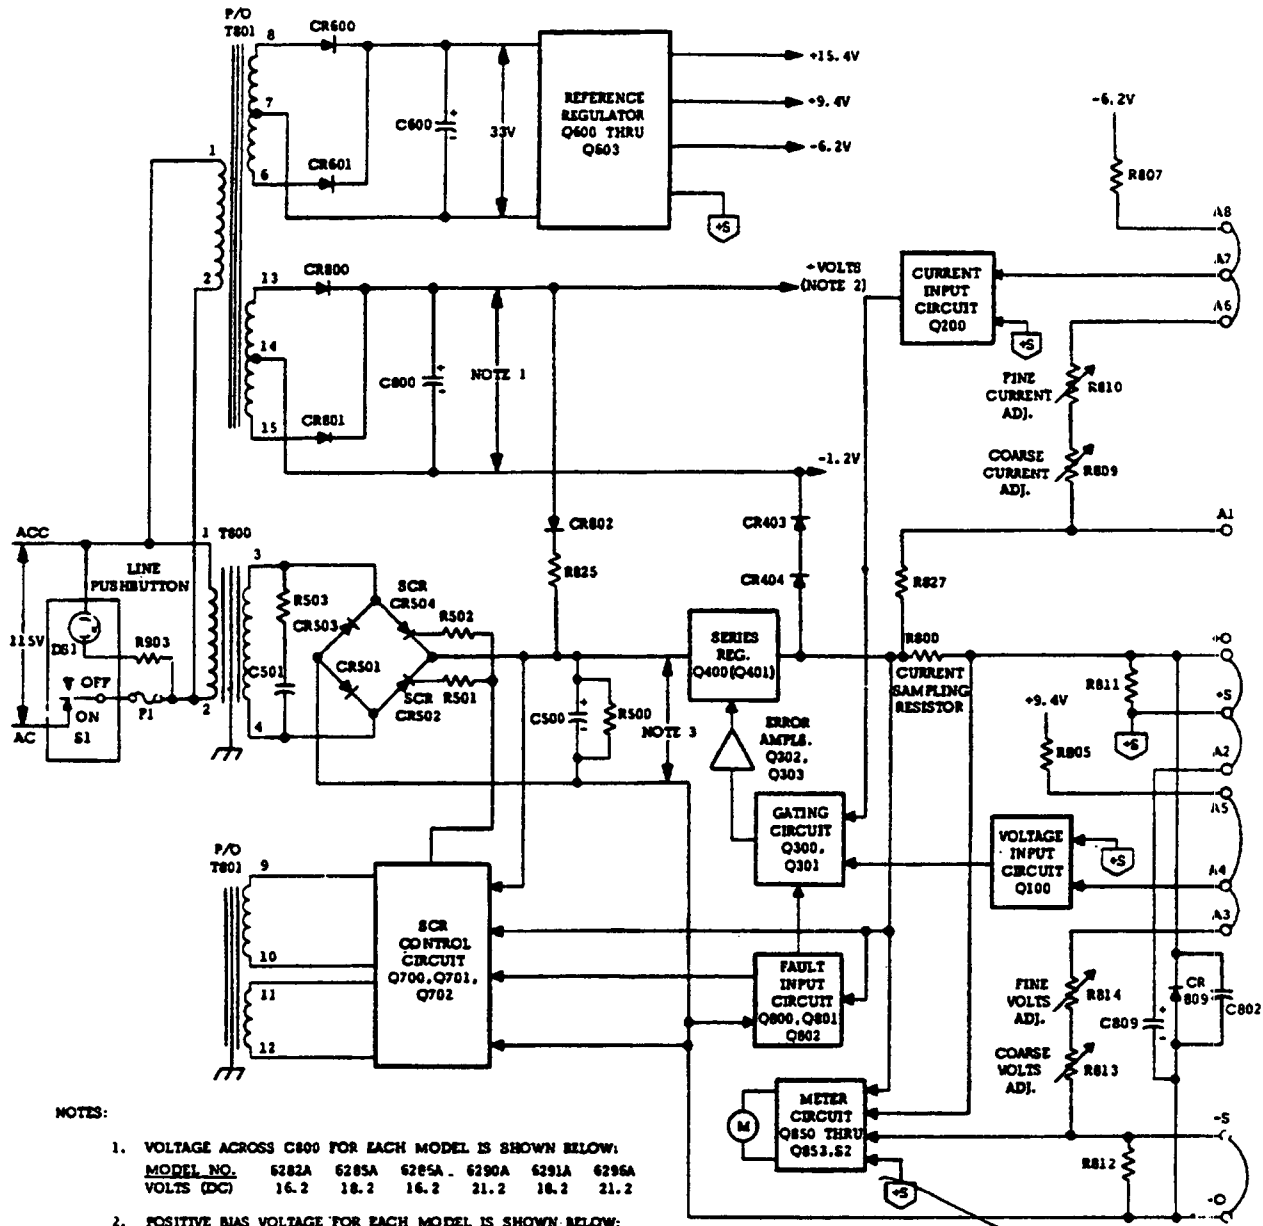 P/O
T801
8
CR600
7
6
CR601
C600
+
-
33V
REFERENCE
REGULATOR
Q600 THRU
Q603
+15.4V
+9.4V
-6.2V
+S
1
2
13
CR800
14
15
CR801
C800
+
-
NOTE 1
+VOLTS
(NOTE 2)
-1.2V
-6.2V
R807
A8
A7
A6
CURRENT
INPUT
CIRCUIT
Q200
+S
FINE
CURRENT
ADJ.
R810
COARSE
CURRENT
ADJ.
R809
A1
ACC
LINE
PUSHBUTTON
1 T800
2
3
4
115V
DS1
R903
OFF
ON
S1
F1
AC
R503
C501
CR503
SCR
CR504
R502
CR501
SCR
CR502
R501
CR802
R825
CR403
CR404
R827
SERIES
REG.
Q400(Q401)
R800
CURRENT
SAMPLING
RESISTOR
C500
+
-
R500
NOTE 3
ERROR
AMPLS.
Q302,
Q303
+O
R811
+S
+S
+9.4V
R805
A2
A5
GATING
CIRCUIT
Q300,
Q301
VOLTAGE
INPUT
CIRCUIT
Q100
+S
A4
A3
P/O
T801
9
10
11
12
SCR
CONTROL
CIRCUIT
Q700,Q701,
Q702
FAULT
INPUT
CIRCUIT
Q800, Q801
Q802
FINE
VOLTS
ADJ.
R814
COARSE
VOLTS
ADJ.
R813
C809
+
-
CR
809
C802
M
METER
CIRCUIT
Q850 THRU
Q853,S2
+S
R812
-S
-O
NOTES:
1. VOLTAGE ACROSS C800 FOR EACH MODEL IS SHOWN BELOW:
MODEL NO. 6282A 6285A 6286A 6290A 6291A 6296A
VOLTS (DC) 16.2 18.2 16.2 21.2 18.2 21.2
2. POSITIVE BIAS VOLTAGE FOR EACH MODEL IS SHOWN BELOW: